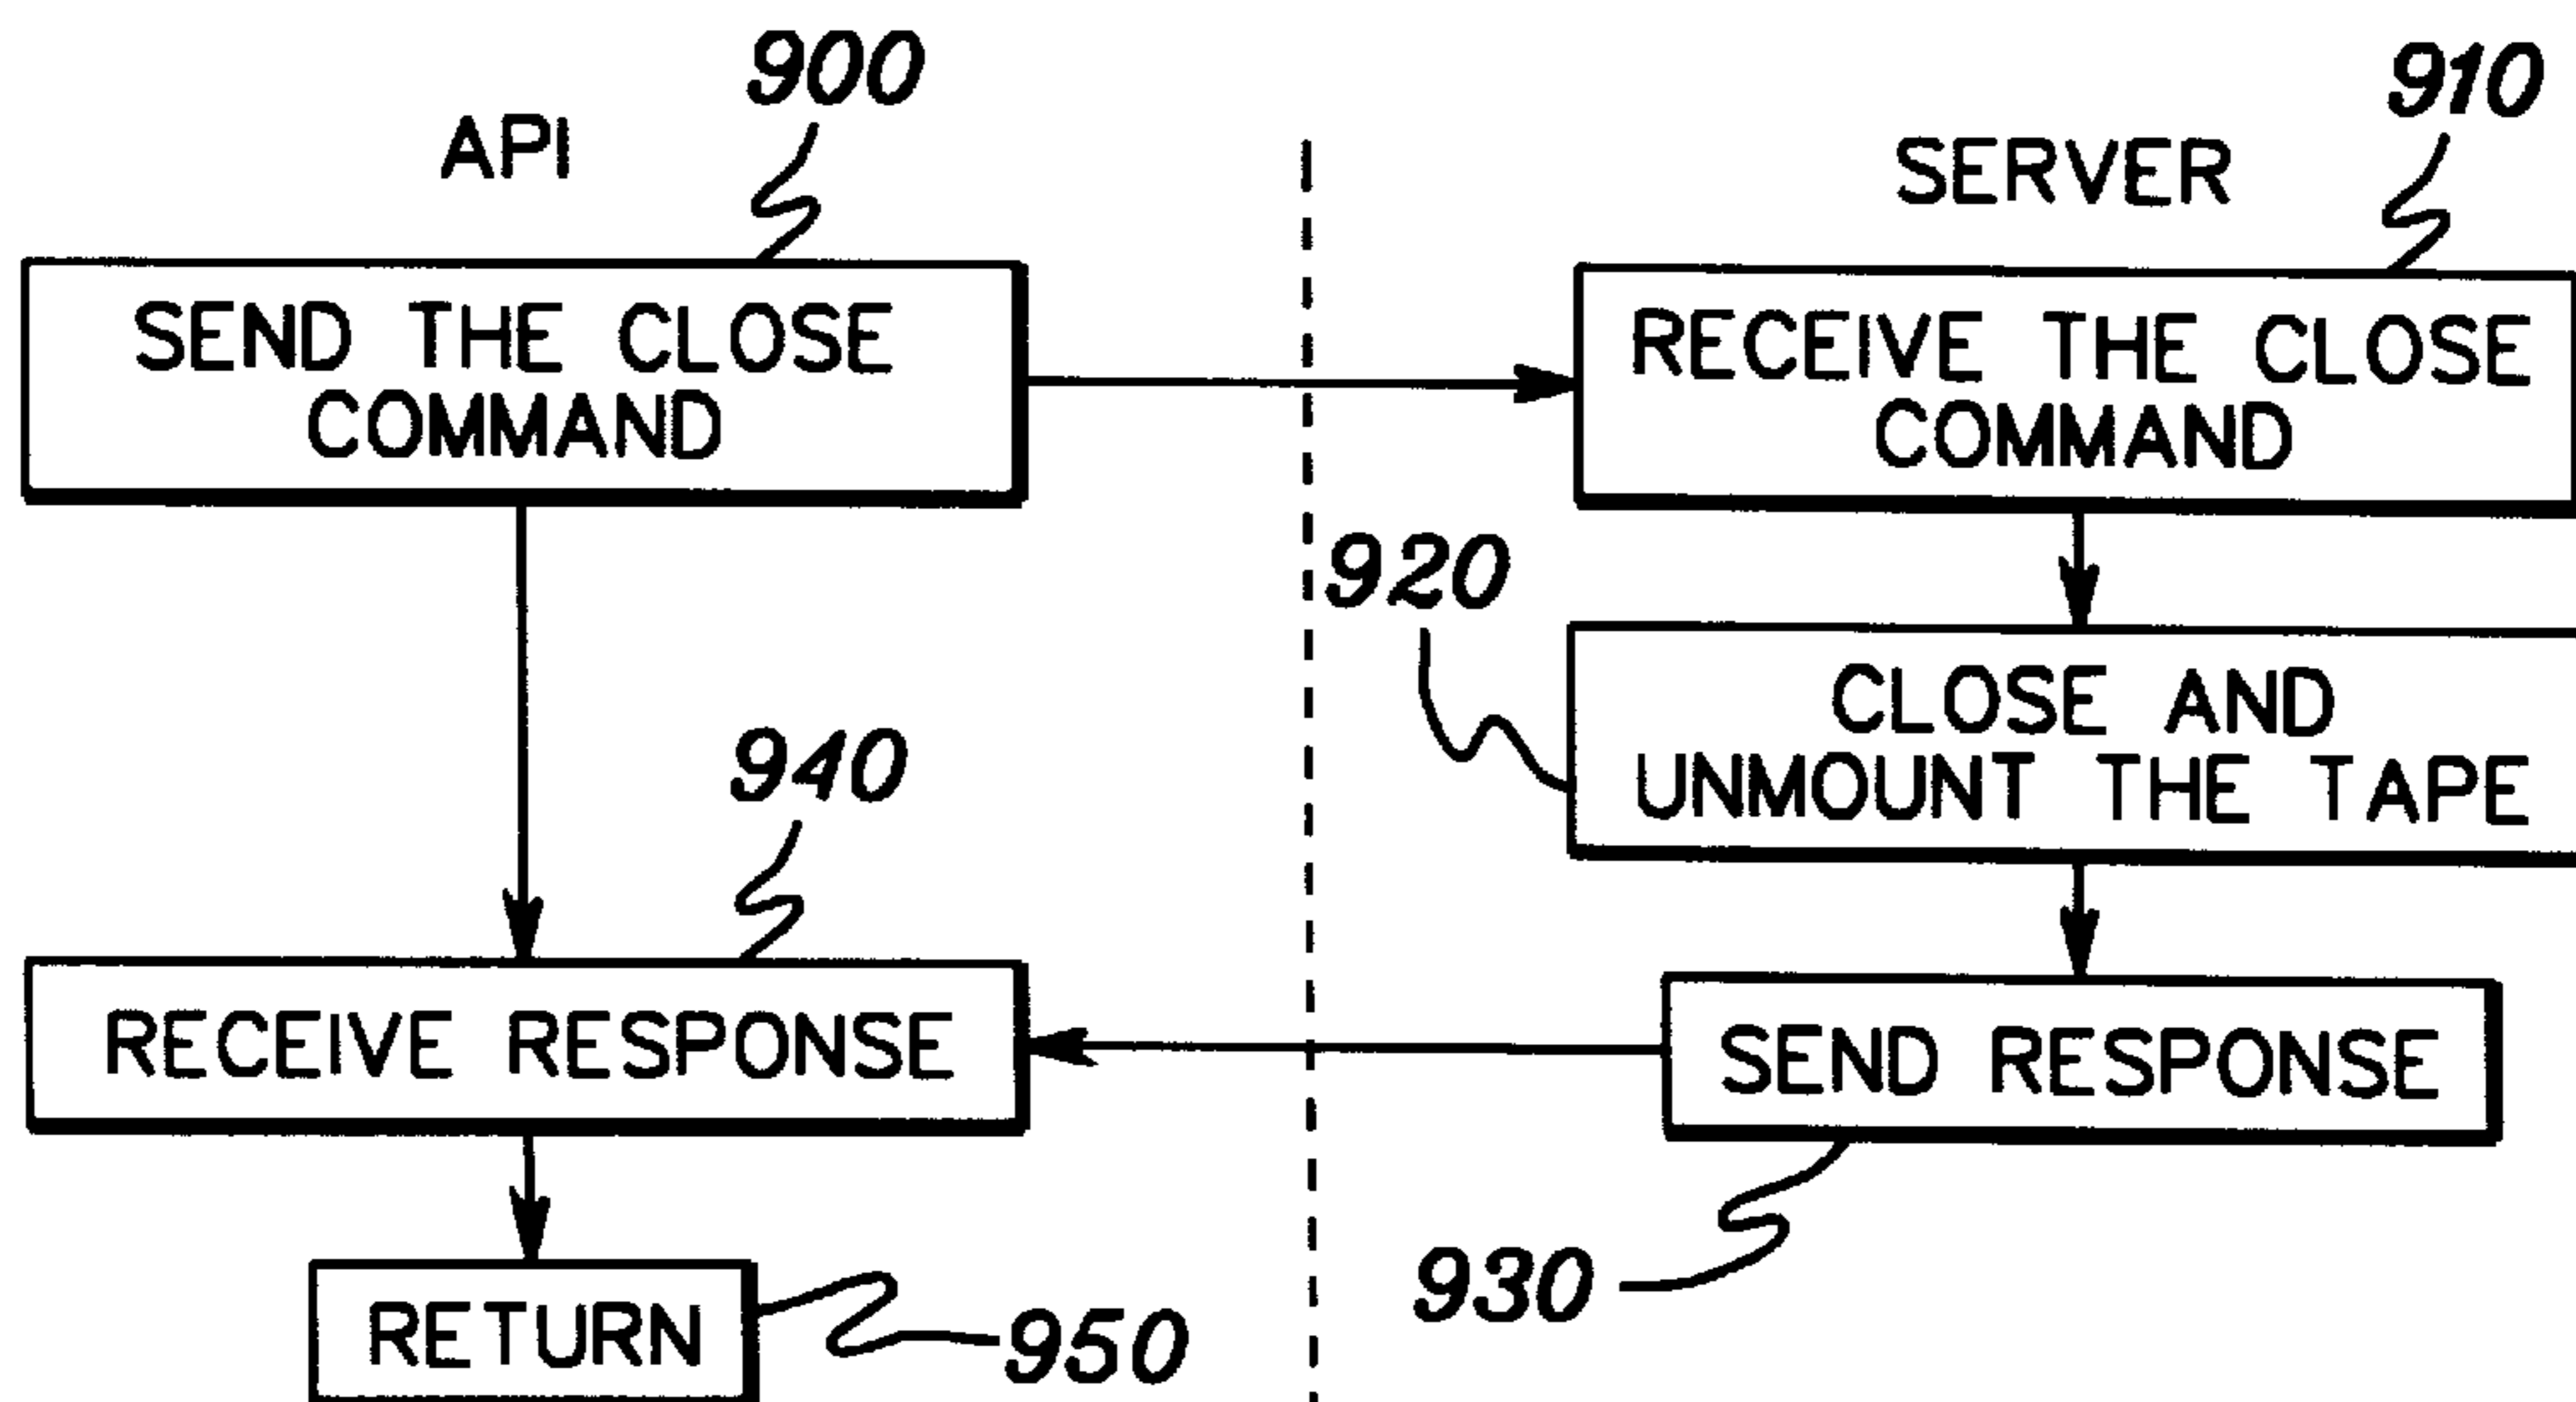 900
910
API
SERVER
SEND THE CLOSE
COMMAND
RECEIVE THE CLOSE
COMMAND
920
CLOSE AND
UNMOUNT THE TAPE
940
RECEIVE RESPONSE
SEND RESPONSE
930
RETURN
950